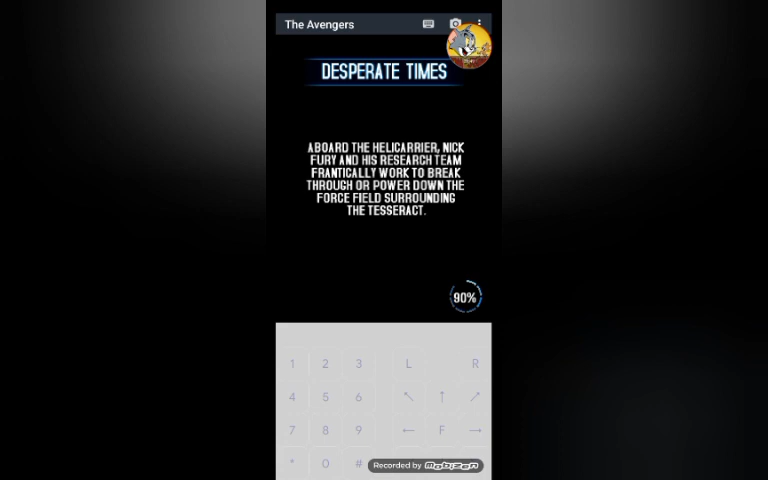 The Avengers
DESPERATE TIMES
ABOARD THE HELICARRIER, NICK
FURY AND HIS RESEARCH TEAM
FRANTICALLY WORK TO BREAK
THROUGH OR POWER DOWN THE
FORCE FIELD SURROUNDING
THE TESSERACT.
90%
1 2 3 L R
4 5 6 ↖ ↑ ↗
7 8 9 ← F →
* 0 #
Recorded by Mobizen